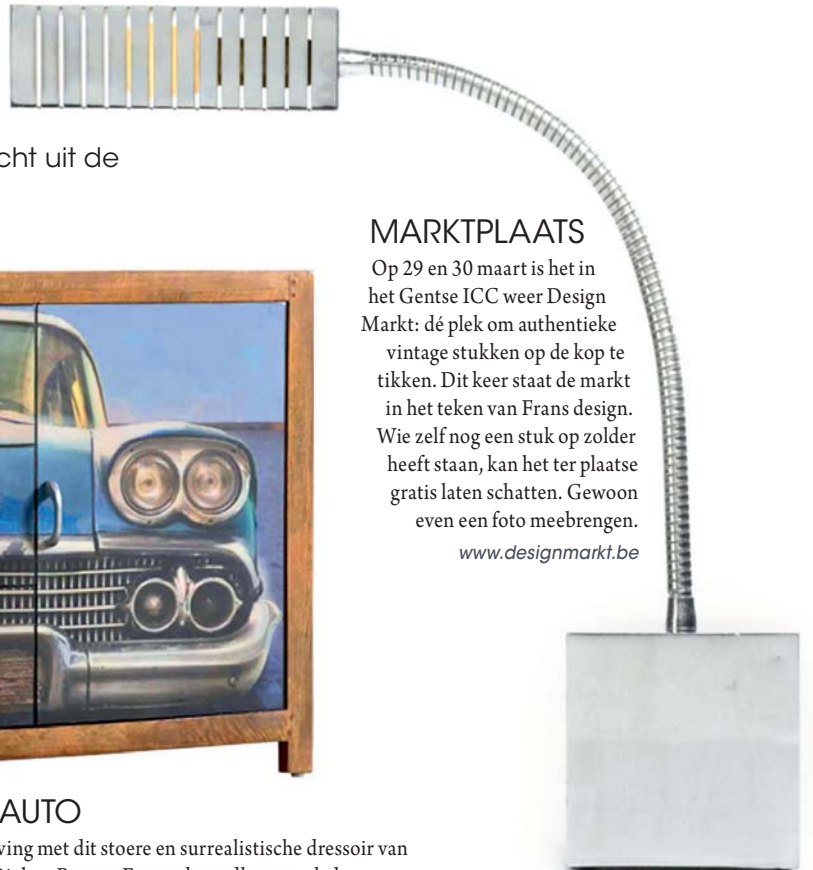 cht uit de
MARKTPLAATS
Op 29 en 30 maart is het in
het Gentse ICC weer Design
Markt: dé plek om authentieke
vintage stukken op de kop te
tikken. Dit keer staat de markt
in het teken van Frans design.
Wie zelf nog een stuk op zolder
heeft staan, kan het ter plaatse
gratis laten schatten. Gewoon
even een foto meebrengen.
www.designmarkt.be
AUTO
ving met dit stoere en surrealistische dressoir van